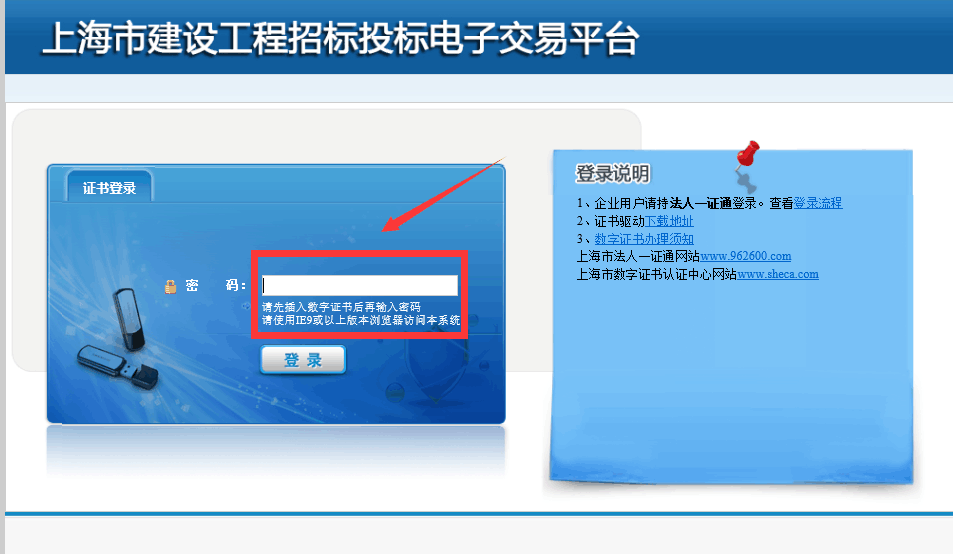 上海市建设工程招标投标电子交易平台
证书登录
密 码：
请先插入数字证书后再输入密码
请使用IE9或以上版本浏览器访问本系统
登 录
登录说明
1、企业用户请持法人一证通登录。查看登录流程
2、证书驱动下载地址
3、数字证书办理须知
上海市法人一证通网站www.962600.com
上海市数字证书认证中心网站www.sheca.com